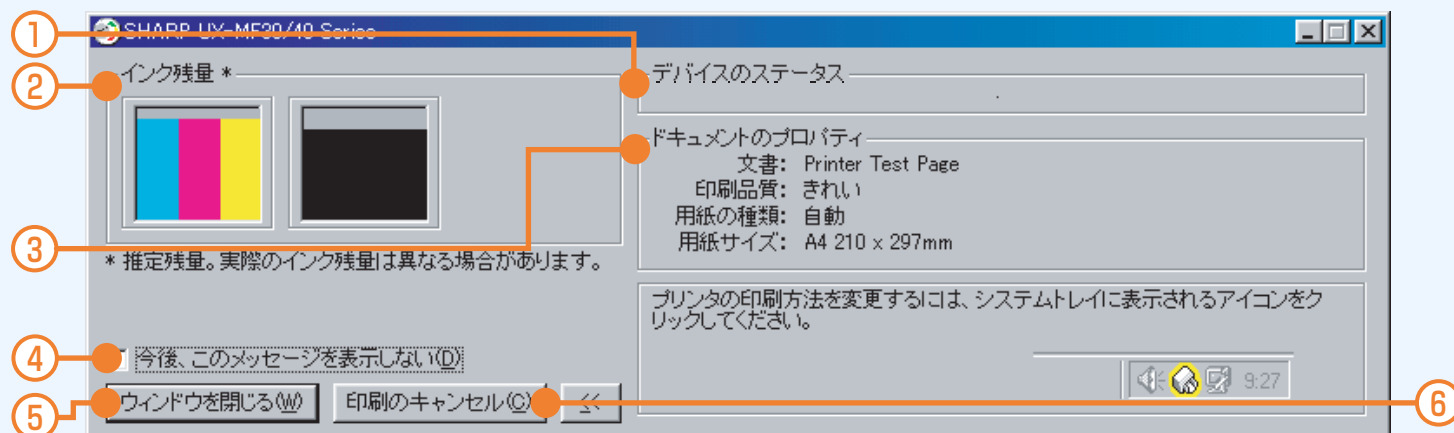 ①
SHARP UX-MF30/40 Series
②
インク残量 *
デバイスのステータス
ドキュメントのプロパティ
文書: Printer Test Page
印刷品質: きれい
用紙の種類: 自動
用紙サイズ: A4 210 x 297mm
③
* 推定残量。実際のインク残量は異なる場合があります。
プリンタの印刷方法を変更するには、システムトレイに表示されるアイコンをク
リックしてください。
④
今後、このメッセージを表示しない(D)
9:27
⑤
ウィンドウを閉じる(W)
印刷のキャンセル(C)
<<
⑥